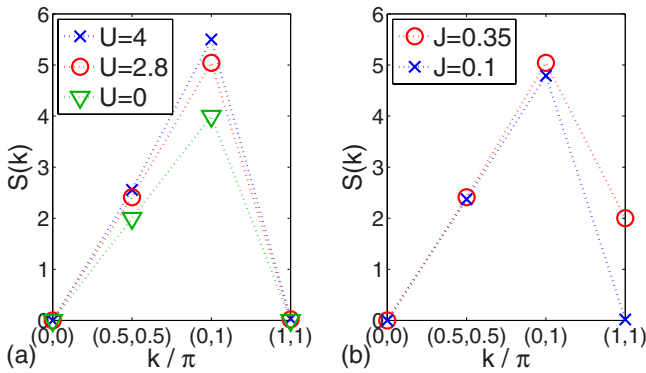 6
5
4
3
2
1
0
S(k)
U=4
U=2.8
U=0
(0,0) (0.5,0.5) (0,1) (1,1)
(a) k / π
6
5
4
3
2
1
0
S(k)
J=0.35
J=0.1
(0,0) (0.5,0.5) (0,1) (1,1)
(b) k / π